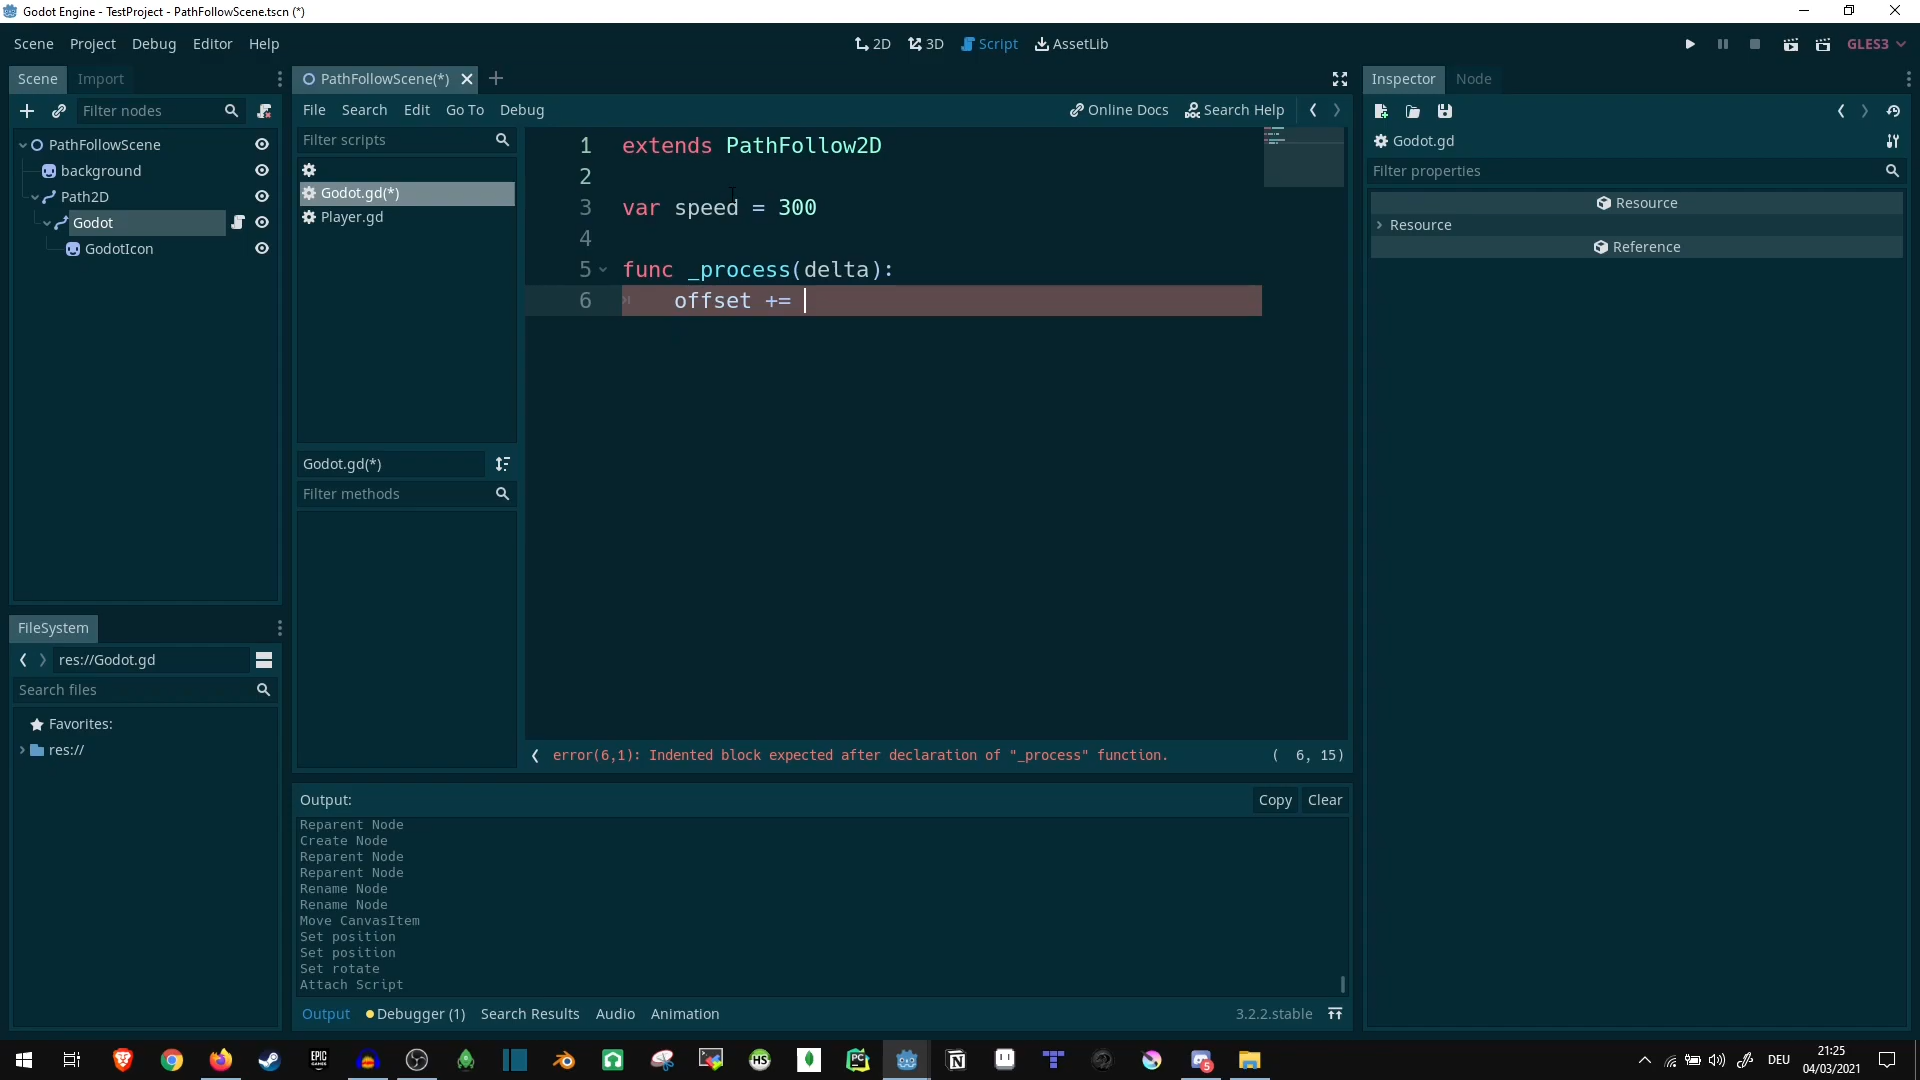 Godot Engine - TestProject - PathFollowScene.tscn (*)
Scene Project Debug Editor Help
2D 3D Script AssetLib
GLES3
Scene Import
PathFollowScene(*)
Inspector Node
Filter nodes
File Search Edit Go To Debug
Online Docs Search Help
Filter scripts
Godot.gd(*)
Player.gd
PathFollowScene
background
Path2D
Godot
GodotIcon
1 extends PathFollow2D
2
3 var speed = 300
4
5 func _process(delta):
6 offset +=
Godot.gd
Filter properties
Resource
Resource
Reference
Godot.gd(*)
Filter methods
FileSystem
res://Godot.gd
Search files
Favorites:
res://
error(6,1): Indented block expected after declaration of "_process" function.
( 6, 15)
Output:
Copy Clear
Reparent Node
Create Node
Reparent Node
Reparent Node
Rename Node
Rename Node
Move CanvasItem
Set position
Set position
Set rotate
Attach Script
Output Debugger (1) Search Results Audio Animation
3.2.2.stable
EPIC GAMES
HS
PC
5
DEU
21:25
04/03/2021